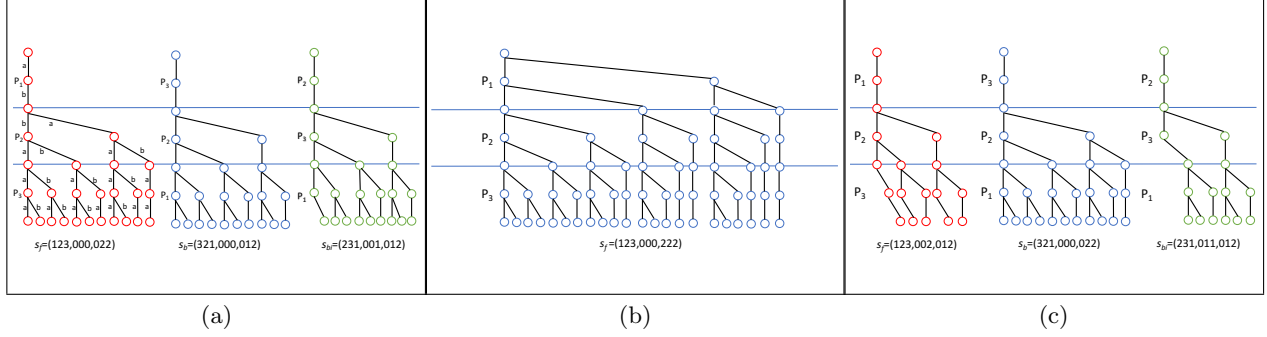 a
P1
b
b
a
P2
a
b
a
b
a
b
a
b
a
b
a
P3
a
b
a
b
a
b
a
sf=(123,000,022)
P3
P2
P1
sb=(321,000,012)
P2
P3
P1
sbi=(231,001,012)
(a)
P1
P2
P3
sf=(123,000,222)
(b)
P1
P2
P3
sf=(123,002,012)
P3
P2
P1
sb=(321,000,022)
P2
P3
P1
sbi=(231,011,012)
(c)